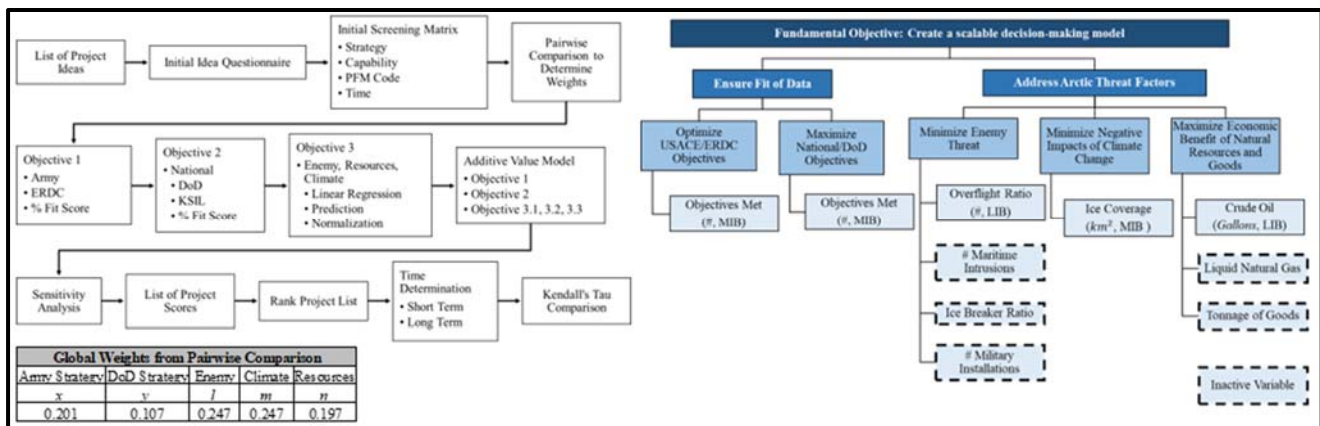 List of Project
Ideas
Initial Idea Questionnaire
Initial Screening Matrix
• Strategy
• Capability
• PFM Code
• Time
Pairwise
Comparison to
Determine
Weights
Objective 1
• Army
• ERDC
• % Fit Score
Objective 2
• National
• DoD
• KSIL
• % Fit Score
Objective 3
• Enemy, Resources,
Climate
• Linear Regression
• Prediction
• Normalization
Additive Value Model
• Objective 1
• Objective 2
• Objective 3.1, 3.2, 3.3
Sensitivity
Analysis
List of Project
Scores
Rank Project List
Time
Determination
• Short Term
• Long Term
Kendall's Tau
Comparison
Global Weights from Pairwise Comparison
Army Stratery DoD Stratery Enemy Climate Resources
x y l m n
0.201 0.107 0.247 0.247 0.197
Fundamental Objective: Create a scalable decision-making model
Ensure Fit of Data
Address Arctic Threat Factors
Optimize
USACE/ERDC
Objectives
Maximize
National/DoD
Objectives
Minimize Enemy
Threat
Minimize Negative
Impacts of Climate
Change
Maximize Economic
Benefit of Natural
Resources and
Goods
Objectives Met
(#, MIB)
Objectives Met
(#, MIB)
Overflight Ratio
(#, LIB)
Ice Coverage
(km², MIB )
Crude Oil
(Gallons, LIB)
# Maritime
Intrusions
Liquid Natural Gas
Ice Breaker Ratio
Tonnage of Goods
# Military
Installations
Inactive Variable